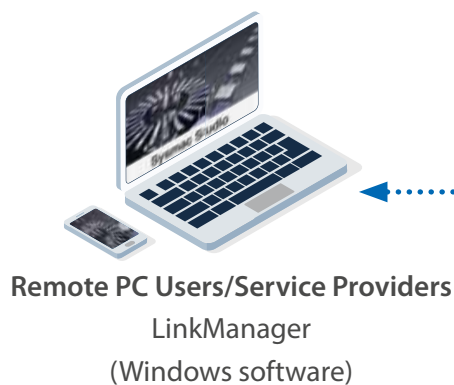 Sysmac Studio
Remote PC Users/Service Providers
LinkManager
(Windows software)